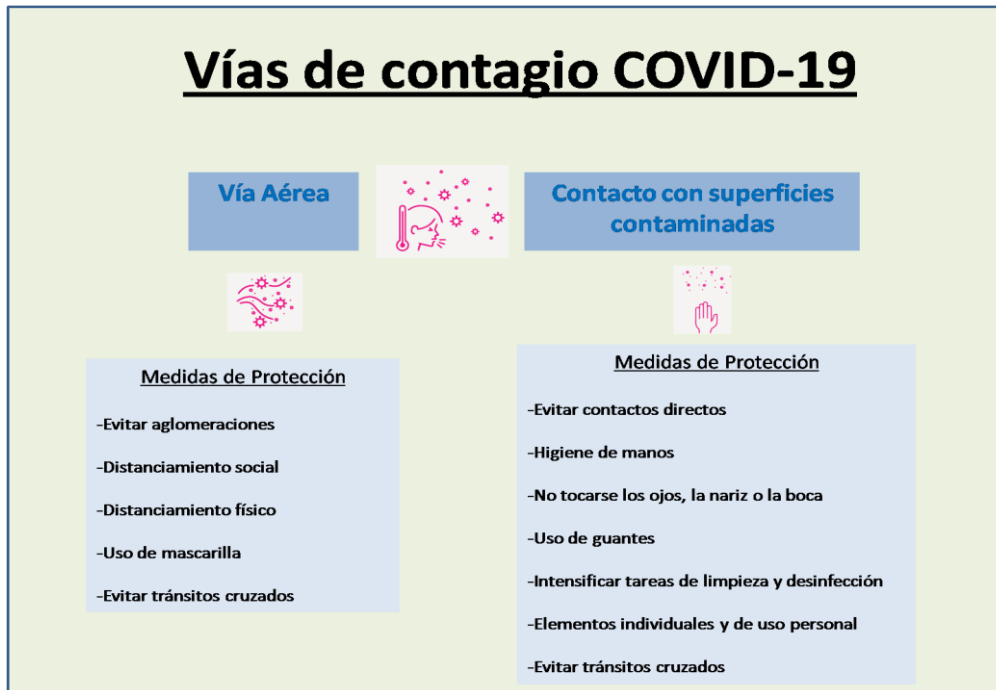 Vías de contagio COVID-19
Vía Aérea
Contacto con superficies
contaminadas
Medidas de Protección
-Evitar aglomeraciones
-Distanciamiento social
-Distanciamiento físico
-Uso de mascarilla
-Evitar tránsitos cruzados
Medidas de Protección
-Evitar contactos directos
-Higiene de manos
-No tocarse los ojos, la nariz o la boca
-Uso de guantes
-Intensificar tareas de limpieza y desinfección
-Elementos individuales y de uso personal
-Evitar tránsitos cruzados